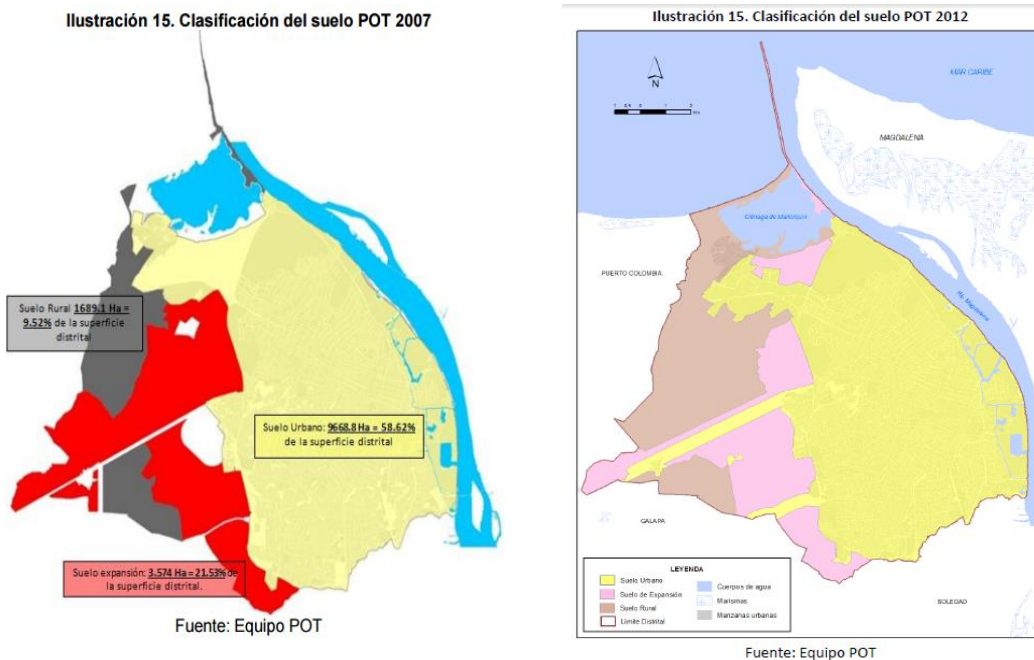 Ilustración 15. Clasificación del suelo POT 2007
Suelo Rural 1689.1 Ha =
9.52% de la superficie
distrital
Suelo Urbano: 9668.8 Ha = 58.62%
de la superficie distrital
Suelo expansión: 3.574 Ha = 21.53% de
la superficie distrital.
Fuente: Equipo POT
Ilustración 15. Clasificación del suelo POT 2012
MAR CARIBE
N
MAGDALENA
Ciénaga de Mallorquín
PUERTO COLOMBIA
Río Magdalena
GALAPA
SOLEDAD
LEYENDA
Suelo Urbano
Suelo de Expansión
Suelo Rural
Límite Distrital
Cuerpos de agua
Marismas
Manzanas urbanas
Fuente: Equipo POT